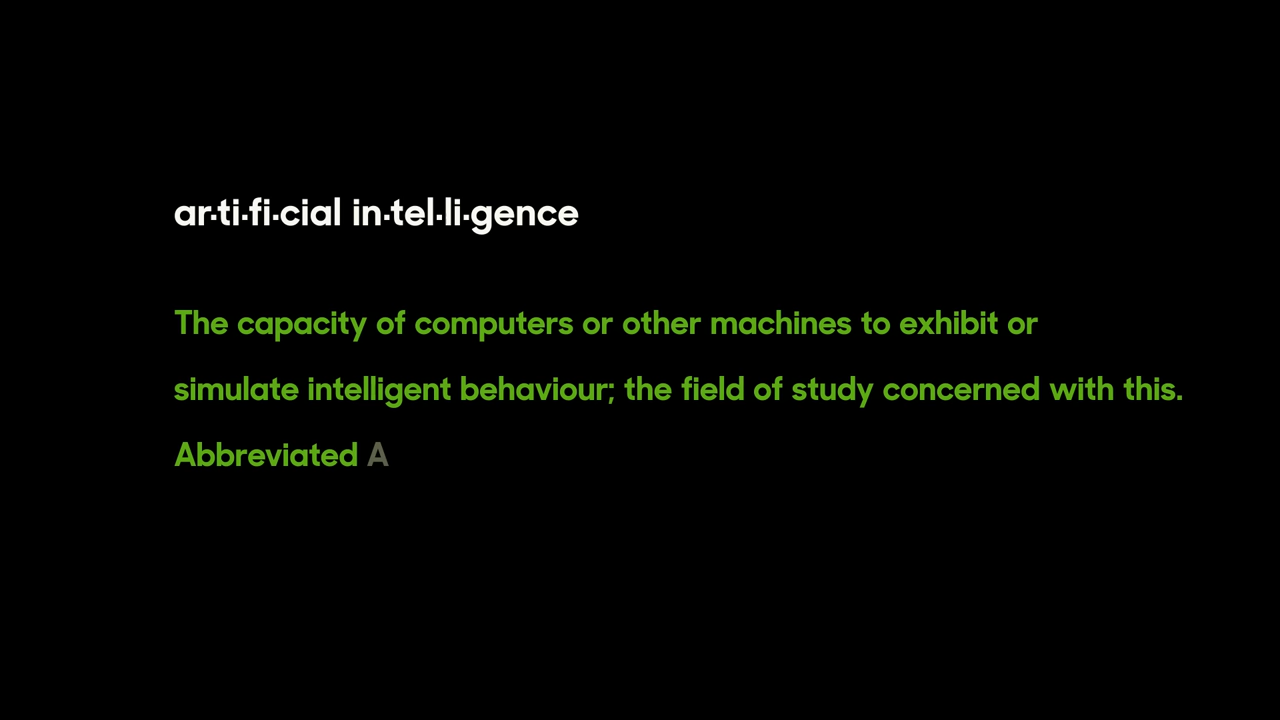 ar·ti·fi·cial in·tel·li·gence
The capacity of computers or other machines to exhibit or
simulate intelligent behaviour; the field of study concerned with this.
Abbreviated A